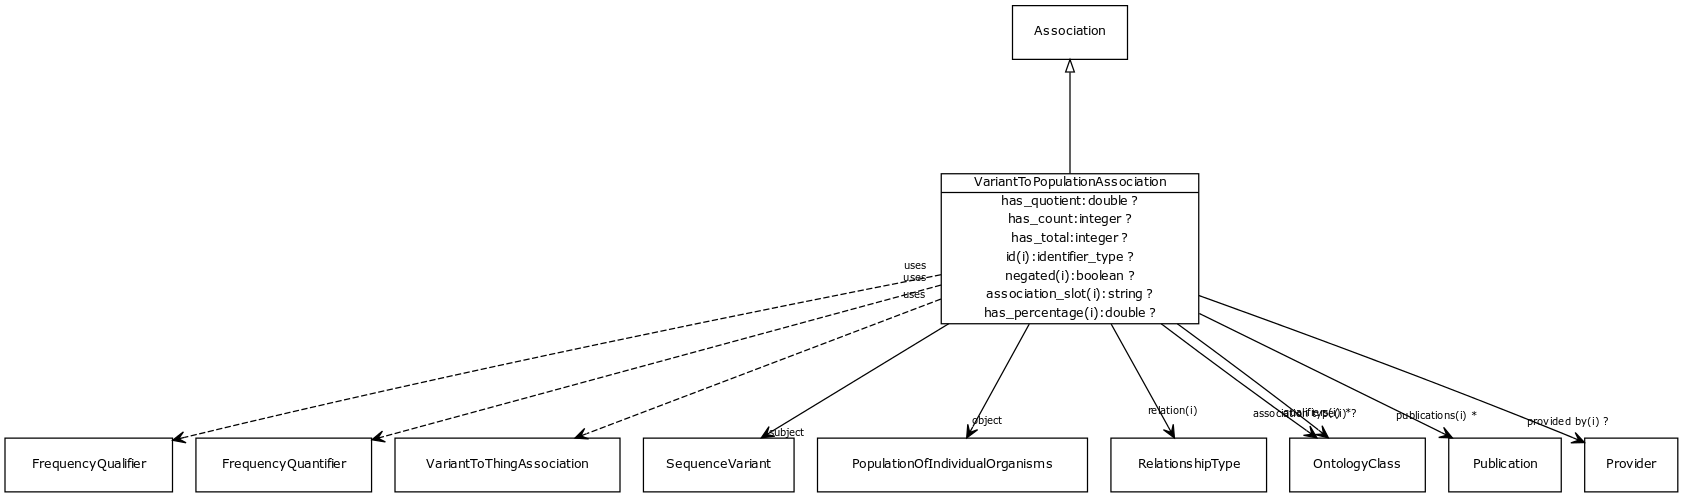 Association
VariantToPopulationAssociation
has_quotient:double ?
has_count:integer ?
has_total:integer ?
id(i):identifier_type ?
negated(i):boolean ?
association_slot(i):string ?
has_percentage(i):double ?
uses
uses
uses
subject
object
relation(i)
association type(i) ?
qualifiers(i) *
publications(i) *
provided by(i) ?
FrequencyQualifier
FrequencyQuantifier
VariantToThingAssociation
SequenceVariant
PopulationOfIndividualOrganisms
RelationshipType
OntologyClass
Publication
Provider